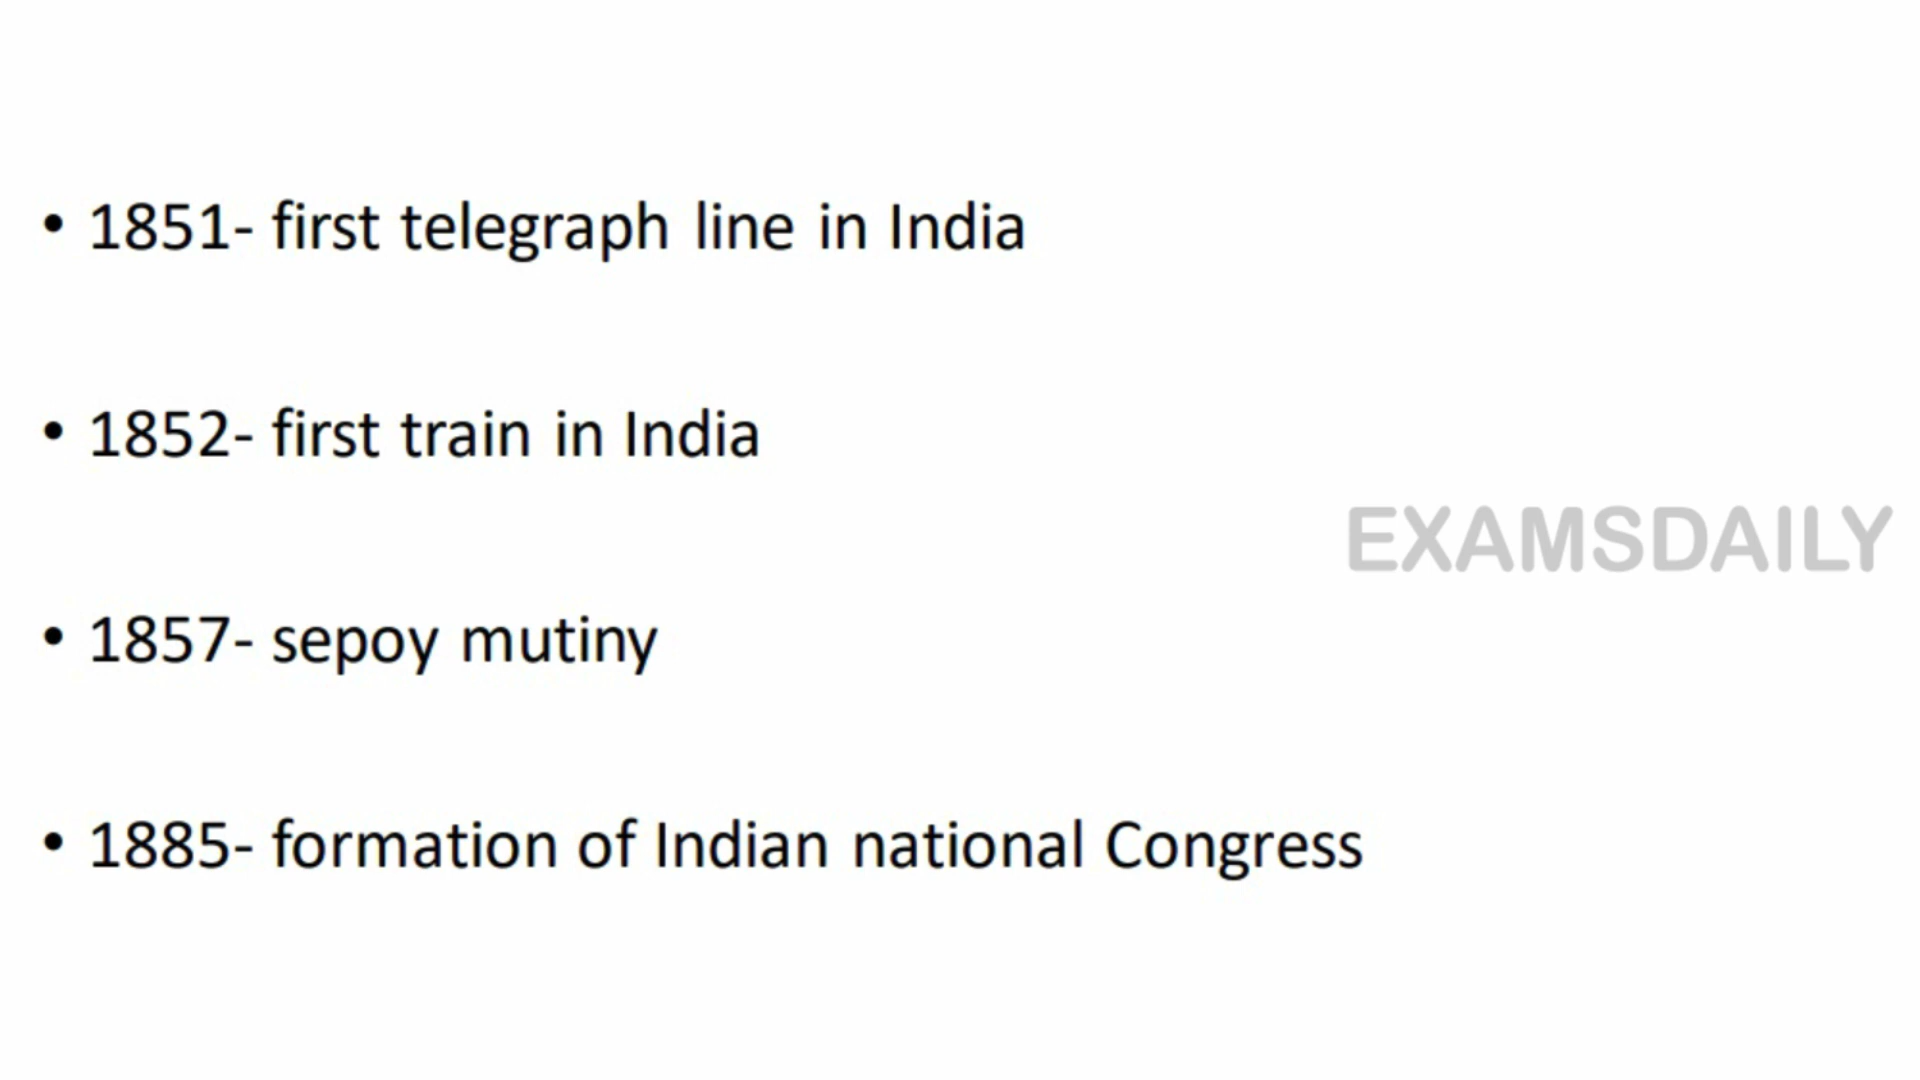 • 1851- first telegraph line in India
• 1852- first train in India
EXAMSDAILY
• 1857- sepoy mutiny
• 1885- formation of Indian national Congress